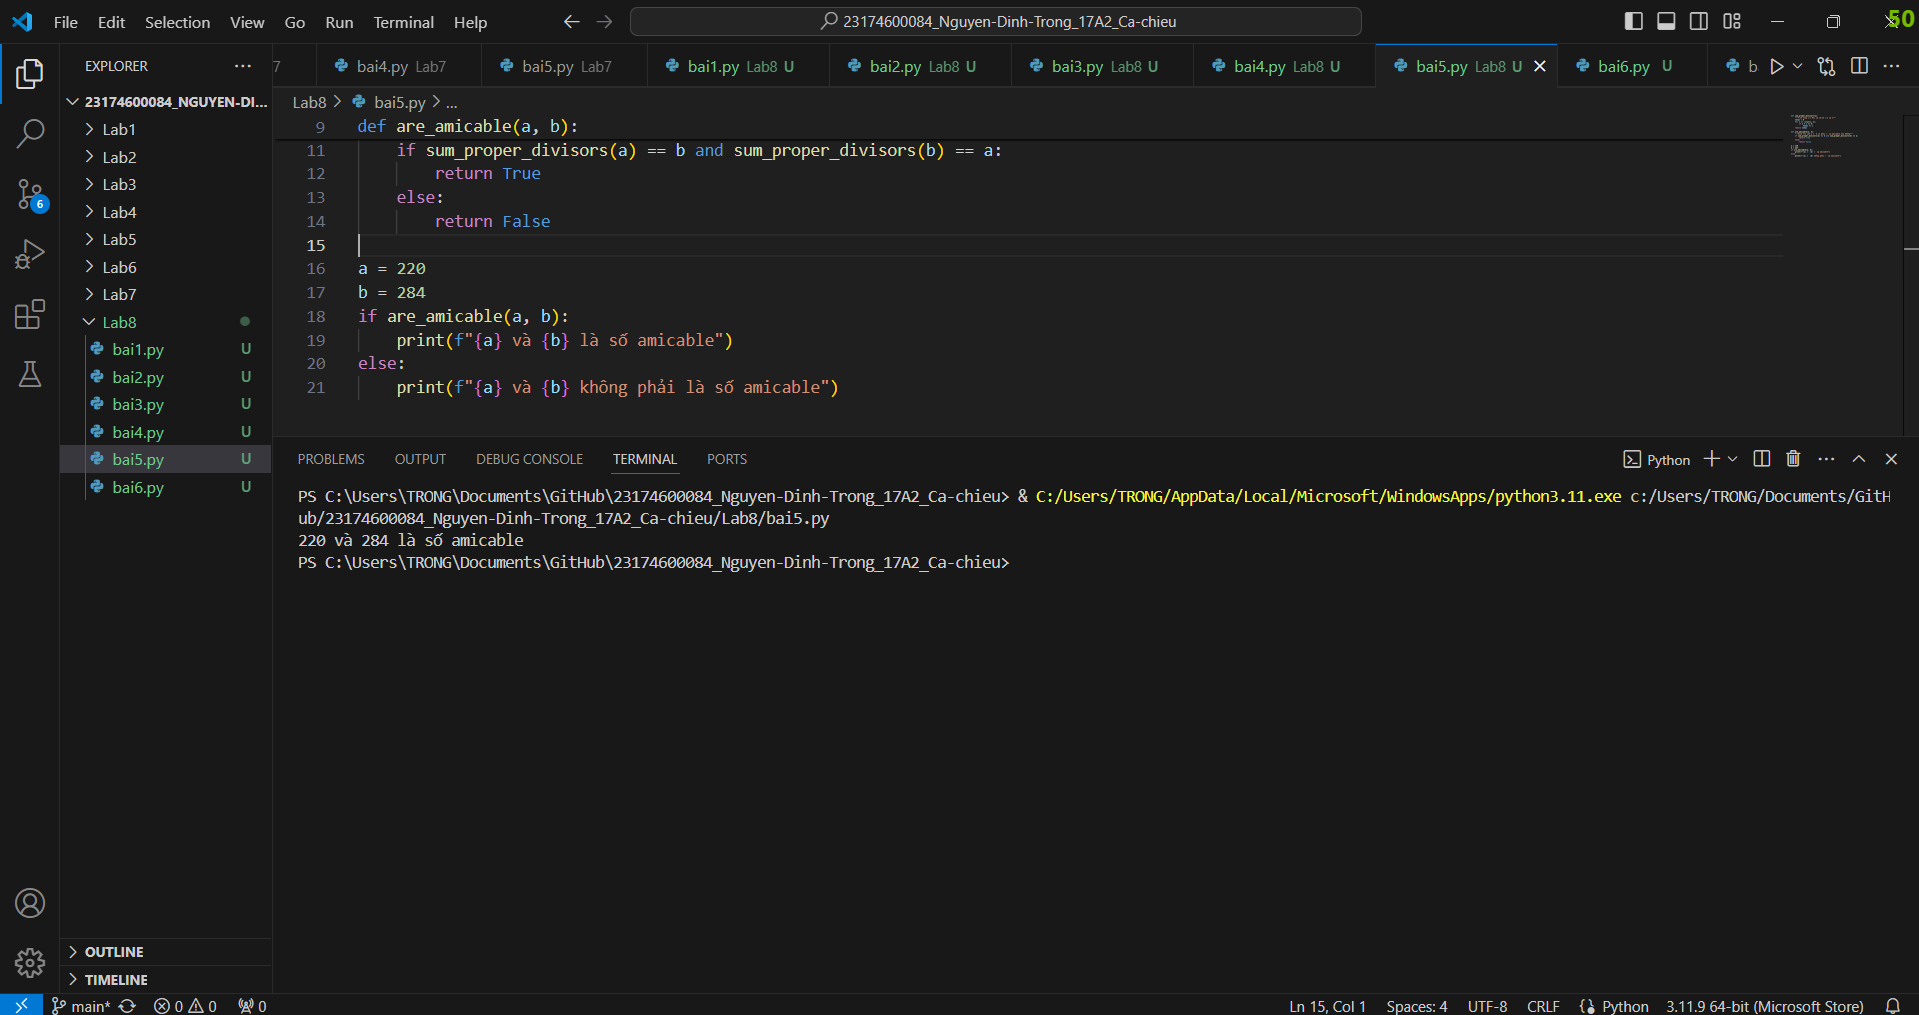 File Edit Selection View Go Run Terminal Help
23174600084_Nguyen-Dinh-Trong_17A2_Ca-chieu
50
EXPLORER
23174600084_NGUYEN-DI...
Lab1
Lab2
Lab3
Lab4
Lab5
Lab6
Lab7
Lab8
bai1.py U
bai2.py U
bai3.py U
bai4.py U
bai5.py U
bai6.py U
OUTLINE
TIMELINE
6
7 bai4.py Lab7 bai5.py Lab7 bai1.py Lab8 U bai2.py Lab8 U bai3.py Lab8 U bai4.py Lab8 U bai5.py Lab8 U bai6.py U b
Lab8 > bai5.py > ...
9 def are_amicable(a, b):
11 if sum_proper_divisors(a) == b and sum_proper_divisors(b) == a:
12 return True
13 else:
14 return False
15
16 a = 220
17 b = 284
18 if are_amicable(a, b):
19 print(f"{a} và {b} là số amicable")
20 else:
21 print(f"{a} và {b} không phải là số amicable")
PROBLEMS OUTPUT DEBUG CONSOLE TERMINAL PORTS
Python
PS C:\Users\TRONG\Documents\GitHub\23174600084_Nguyen-Dinh-Trong_17A2_Ca-chieu> & C:/Users/TRONG/AppData/Local/Microsoft/WindowsApps/python3.11.exe c:/Users/TRONG/Documents/GitH
ub/23174600084_Nguyen-Dinh-Trong_17A2_Ca-chieu/Lab8/bai5.py
220 và 284 là số amicable
PS C:\Users\TRONG\Documents\GitHub\23174600084_Nguyen-Dinh-Trong_17A2_Ca-chieu>
main* 0 0 0
Ln 15, Col 1 Spaces: 4 UTF-8 CRLF Python 3.11.9 64-bit (Microsoft Store)